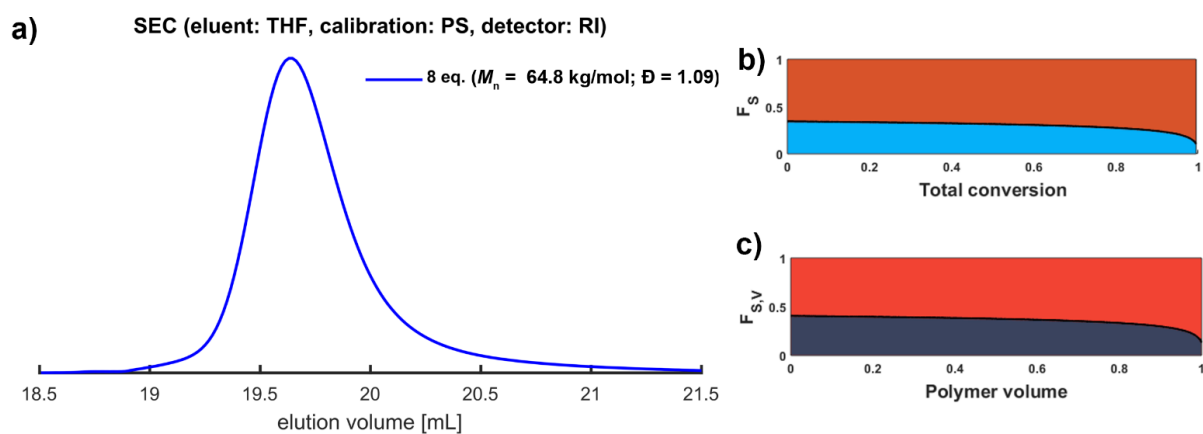 a)
SEC (eluent: THF, calibration: PS, detector: RI)
8 eq. (Mn = 64.8 kg/mol; Đ = 1.09)
18.5 19 19.5 20 20.5 21 21.5
elution volume [mL]
b)
1
0.5
0
FS
0 0.2 0.4 0.6 0.8 1
Total conversion
c)
1
0.5
0
FS,V
0 0.2 0.4 0.6 0.8 1
Polymer volume